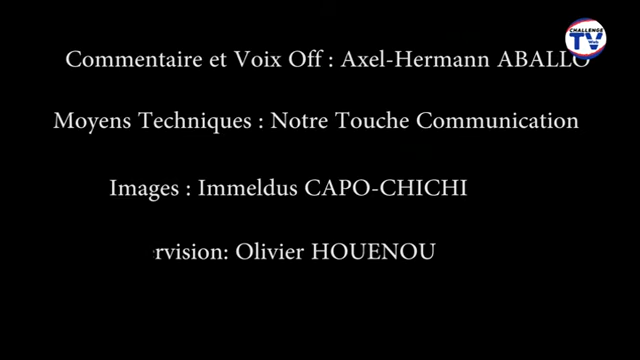 CHALLENGE
TV
Web
Commentaire et Voix Off : Axel-Hermann ABALLO
Moyens Techniques : Notre Touche Communication
Images : Immeldus CAPO-CHICHI
rvision: Olivier HOUENOU